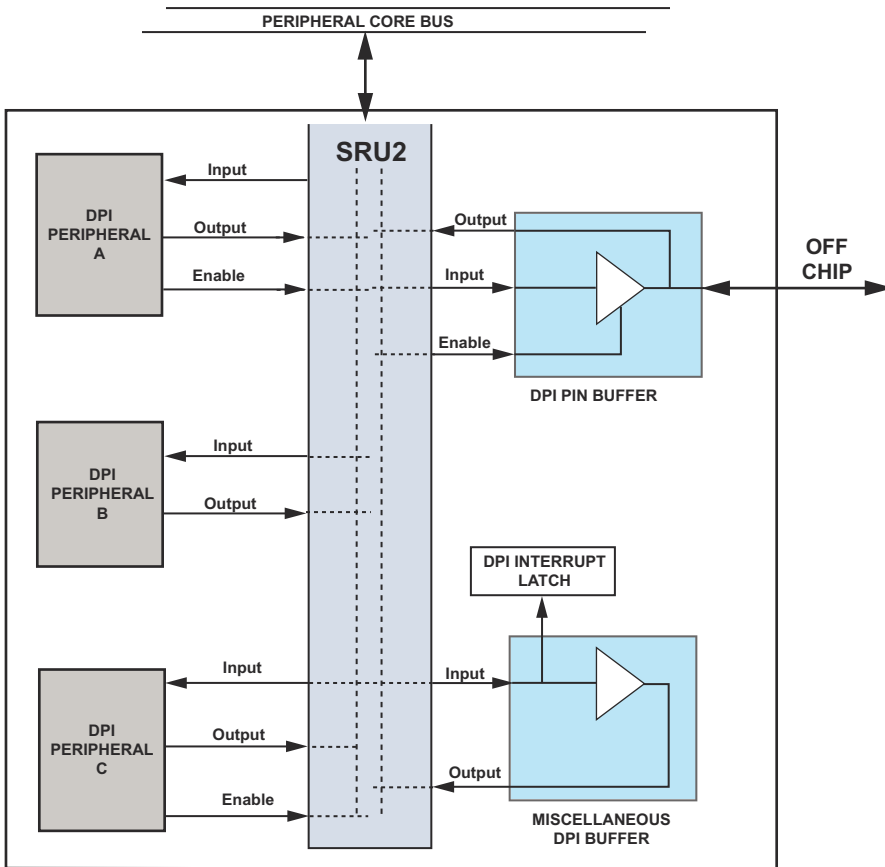 PERIPHERAL CORE BUS
SRU2
DPI
PERIPHERAL
A
Input
Output
Enable
Output
Input
Enable
DPI PIN BUFFER
OFF
CHIP
DPI
PERIPHERAL
B
Input
Output
DPI INTERRUPT
LATCH
DPI
PERIPHERAL
C
Input
Output
Enable
Input
Output
MISCELLANEOUS
DPI BUFFER